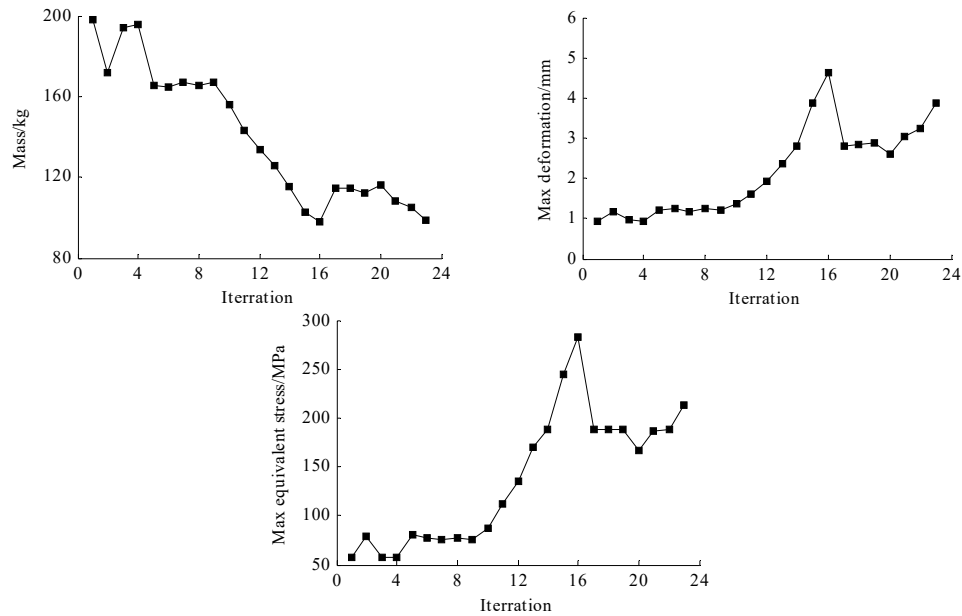 Mass/kg
200
160
120
80
0 4 8 12 16 20 24
Iterration
Max deformation/mm
6
5
4
3
2
1
0
0 4 8 12 16 20 24
Iterration
Max equivalent stress/MPa
300
250
200
150
100
50
0 4 8 12 16 20 24
Iterration